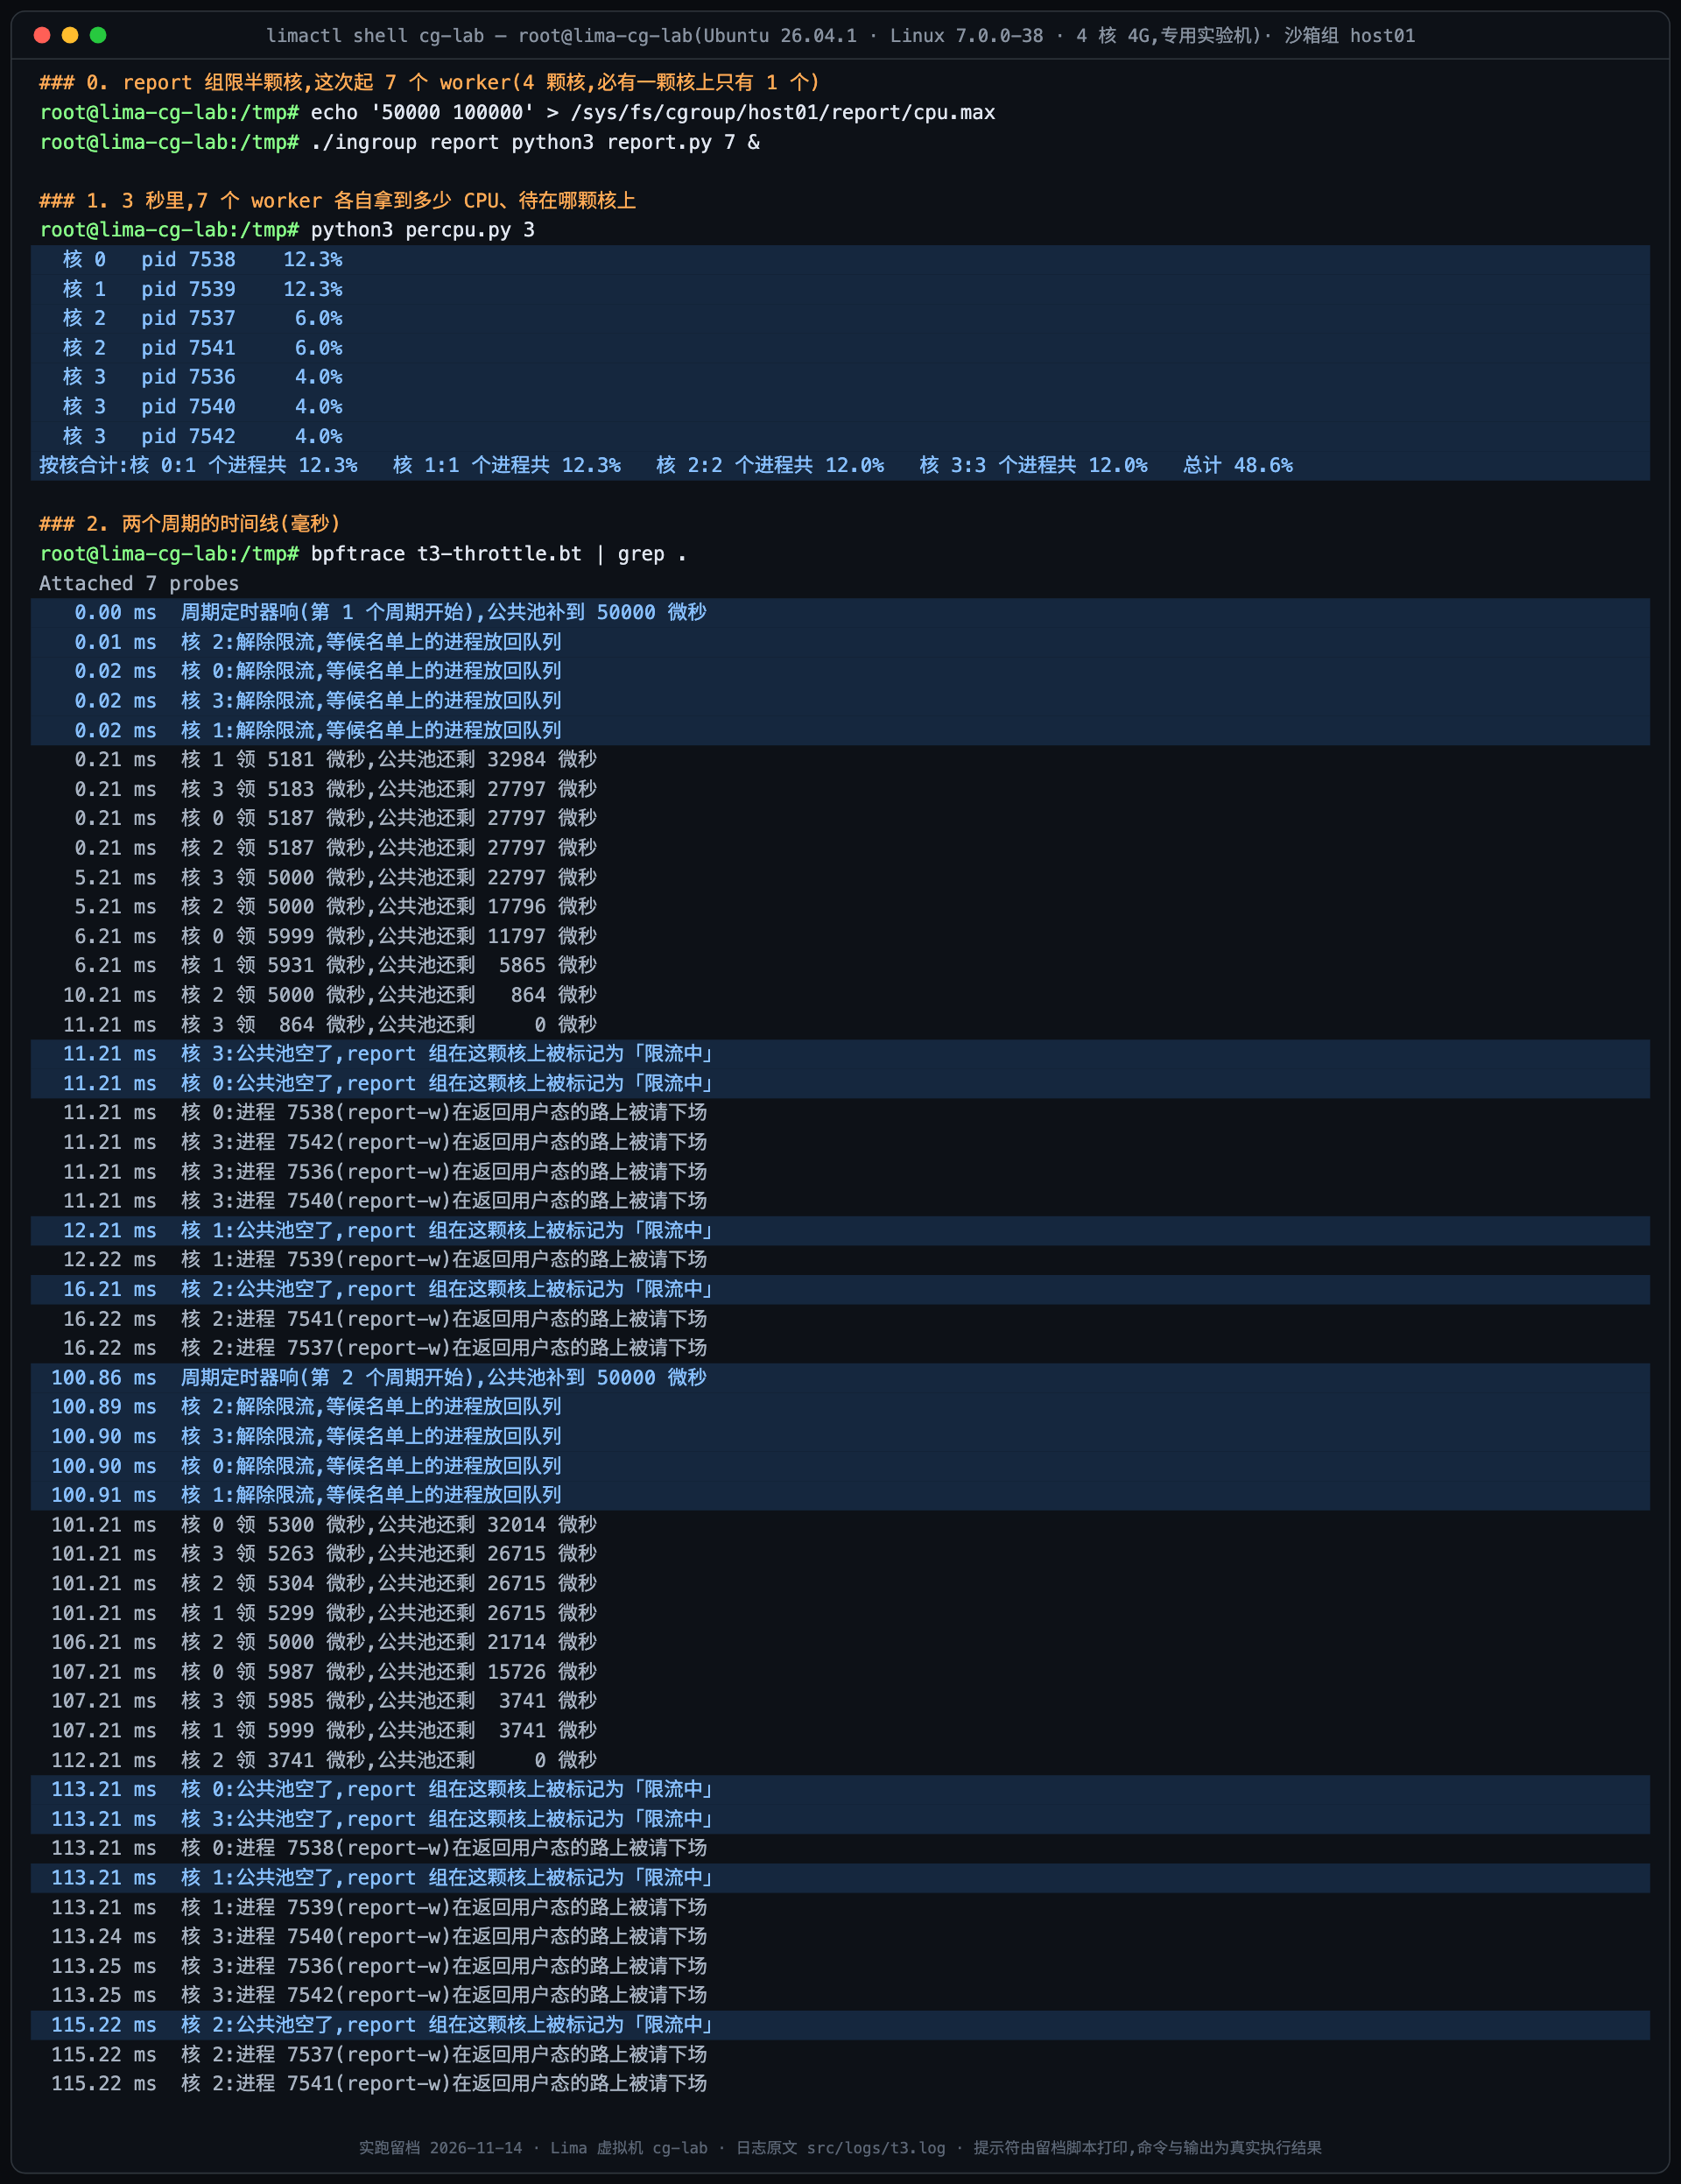 limactl shell cg-lab — root@lima-cg-lab(Ubuntu 26.04.1 · Linux 7.0.0-38 · 4 核 4G,专用实验机)· 沙箱组 host01
### 0. report 组限半颗核,这次起 7 个 worker(4 颗核,必有一颗核上只有 1 个)
root@lima-cg-lab:/tmp# echo '50000 100000' > /sys/fs/cgroup/host01/report/cpu.max
root@lima-cg-lab:/tmp# ./ingroup report python3 report.py 7 &
### 1. 3 秒里,7 个 worker 各自拿到多少 CPU、待在哪颗核上
root@lima-cg-lab:/tmp# python3 percpu.py 3
核 0 pid 7538 12.3%
核 1 pid 7539 12.3%
核 2 pid 7537 6.0%
核 2 pid 7541 6.0%
核 3 pid 7536 4.0%
核 3 pid 7540 4.0%
核 3 pid 7542 4.0%
按核合计:核 0:1 个进程共 12.3% 核 1:1 个进程共 12.3% 核 2:2 个进程共 12.0% 核 3:3 个进程共 12.0% 总计 48.6%
### 2. 两个周期的时间线(毫秒)
root@lima-cg-lab:/tmp# bpftrace t3-throttle.bt | grep .
Attached 7 probes
0.00 ms 周期定时器响(第 1 个周期开始),公共池补到 50000 微秒
0.01 ms 核 2:解除限流,等候名单上的进程放回队列
0.02 ms 核 0:解除限流,等候名单上的进程放回队列
0.02 ms 核 3:解除限流,等候名单上的进程放回队列
0.02 ms 核 1:解除限流,等候名单上的进程放回队列
0.21 ms 核 1 领 5181 微秒,公共池还剩 32984 微秒
0.21 ms 核 3 领 5183 微秒,公共池还剩 27797 微秒
0.21 ms 核 0 领 5187 微秒,公共池还剩 27797 微秒
0.21 ms 核 2 领 5187 微秒,公共池还剩 27797 微秒
5.21 ms 核 3 领 5000 微秒,公共池还剩 22797 微秒
5.21 ms 核 2 领 5000 微秒,公共池还剩 17796 微秒
6.21 ms 核 0 领 5999 微秒,公共池还剩 11797 微秒
6.21 ms 核 1 领 5931 微秒,公共池还剩 5865 微秒
10.21 ms 核 2 领 5000 微秒,公共池还剩 864 微秒
11.21 ms 核 3 领 864 微秒,公共池还剩 0 微秒
11.21 ms 核 3:公共池空了,report 组在这颗核上被标记为「限流中」
11.21 ms 核 0:公共池空了,report 组在这颗核上被标记为「限流中」
11.21 ms 核 0:进程 7538(report-w)在返回用户态的路上被请下场
11.21 ms 核 3:进程 7542(report-w)在返回用户态的路上被请下场
11.21 ms 核 3:进程 7536(report-w)在返回用户态的路上被请下场
11.21 ms 核 3:进程 7540(report-w)在返回用户态的路上被请下场
12.21 ms 核 1:公共池空了,report 组在这颗核上被标记为「限流中」
12.22 ms 核 1:进程 7539(report-w)在返回用户态的路上被请下场
16.21 ms 核 2:公共池空了,report 组在这颗核上被标记为「限流中」
16.22 ms 核 2:进程 7541(report-w)在返回用户态的路上被请下场
16.22 ms 核 2:进程 7537(report-w)在返回用户态的路上被请下场
100.86 ms 周期定时器响(第 2 个周期开始),公共池补到 50000 微秒
100.89 ms 核 2:解除限流,等候名单上的进程放回队列
100.90 ms 核 3:解除限流,等候名单上的进程放回队列
100.90 ms 核 0:解除限流,等候名单上的进程放回队列
100.91 ms 核 1:解除限流,等候名单上的进程放回队列
101.21 ms 核 0 领 5300 微秒,公共池还剩 32014 微秒
101.21 ms 核 3 领 5263 微秒,公共池还剩 26715 微秒
101.21 ms 核 2 领 5304 微秒,公共池还剩 26715 微秒
101.21 ms 核 1 领 5299 微秒,公共池还剩 26715 微秒
106.21 ms 核 2 领 5000 微秒,公共池还剩 21714 微秒
107.21 ms 核 0 领 5987 微秒,公共池还剩 15726 微秒
107.21 ms 核 3 领 5985 微秒,公共池还剩 3741 微秒
107.21 ms 核 1 领 5999 微秒,公共池还剩 3741 微秒
112.21 ms 核 2 领 3741 微秒,公共池还剩 0 微秒
113.21 ms 核 0:公共池空了,report 组在这颗核上被标记为「限流中」
113.21 ms 核 3:公共池空了,report 组在这颗核上被标记为「限流中」
113.21 ms 核 0:进程 7538(report-w)在返回用户态的路上被请下场
113.21 ms 核 1:公共池空了,report 组在这颗核上被标记为「限流中」
113.21 ms 核 1:进程 7539(report-w)在返回用户态的路上被请下场
113.24 ms 核 3:进程 7540(report-w)在返回用户态的路上被请下场
113.25 ms 核 3:进程 7536(report-w)在返回用户态的路上被请下场
113.25 ms 核 3:进程 7542(report-w)在返回用户态的路上被请下场
115.22 ms 核 2:公共池空了,report 组在这颗核上被标记为「限流中」
115.22 ms 核 2:进程 7537(report-w)在返回用户态的路上被请下场
115.22 ms 核 2:进程 7541(report-w)在返回用户态的路上被请下场
实跑留档 2026-11-14 · Lima 虚拟机 cg-lab · 日志原文 src/logs/t3.log · 提示符由留档脚本打印,命令与输出为真实执行结果